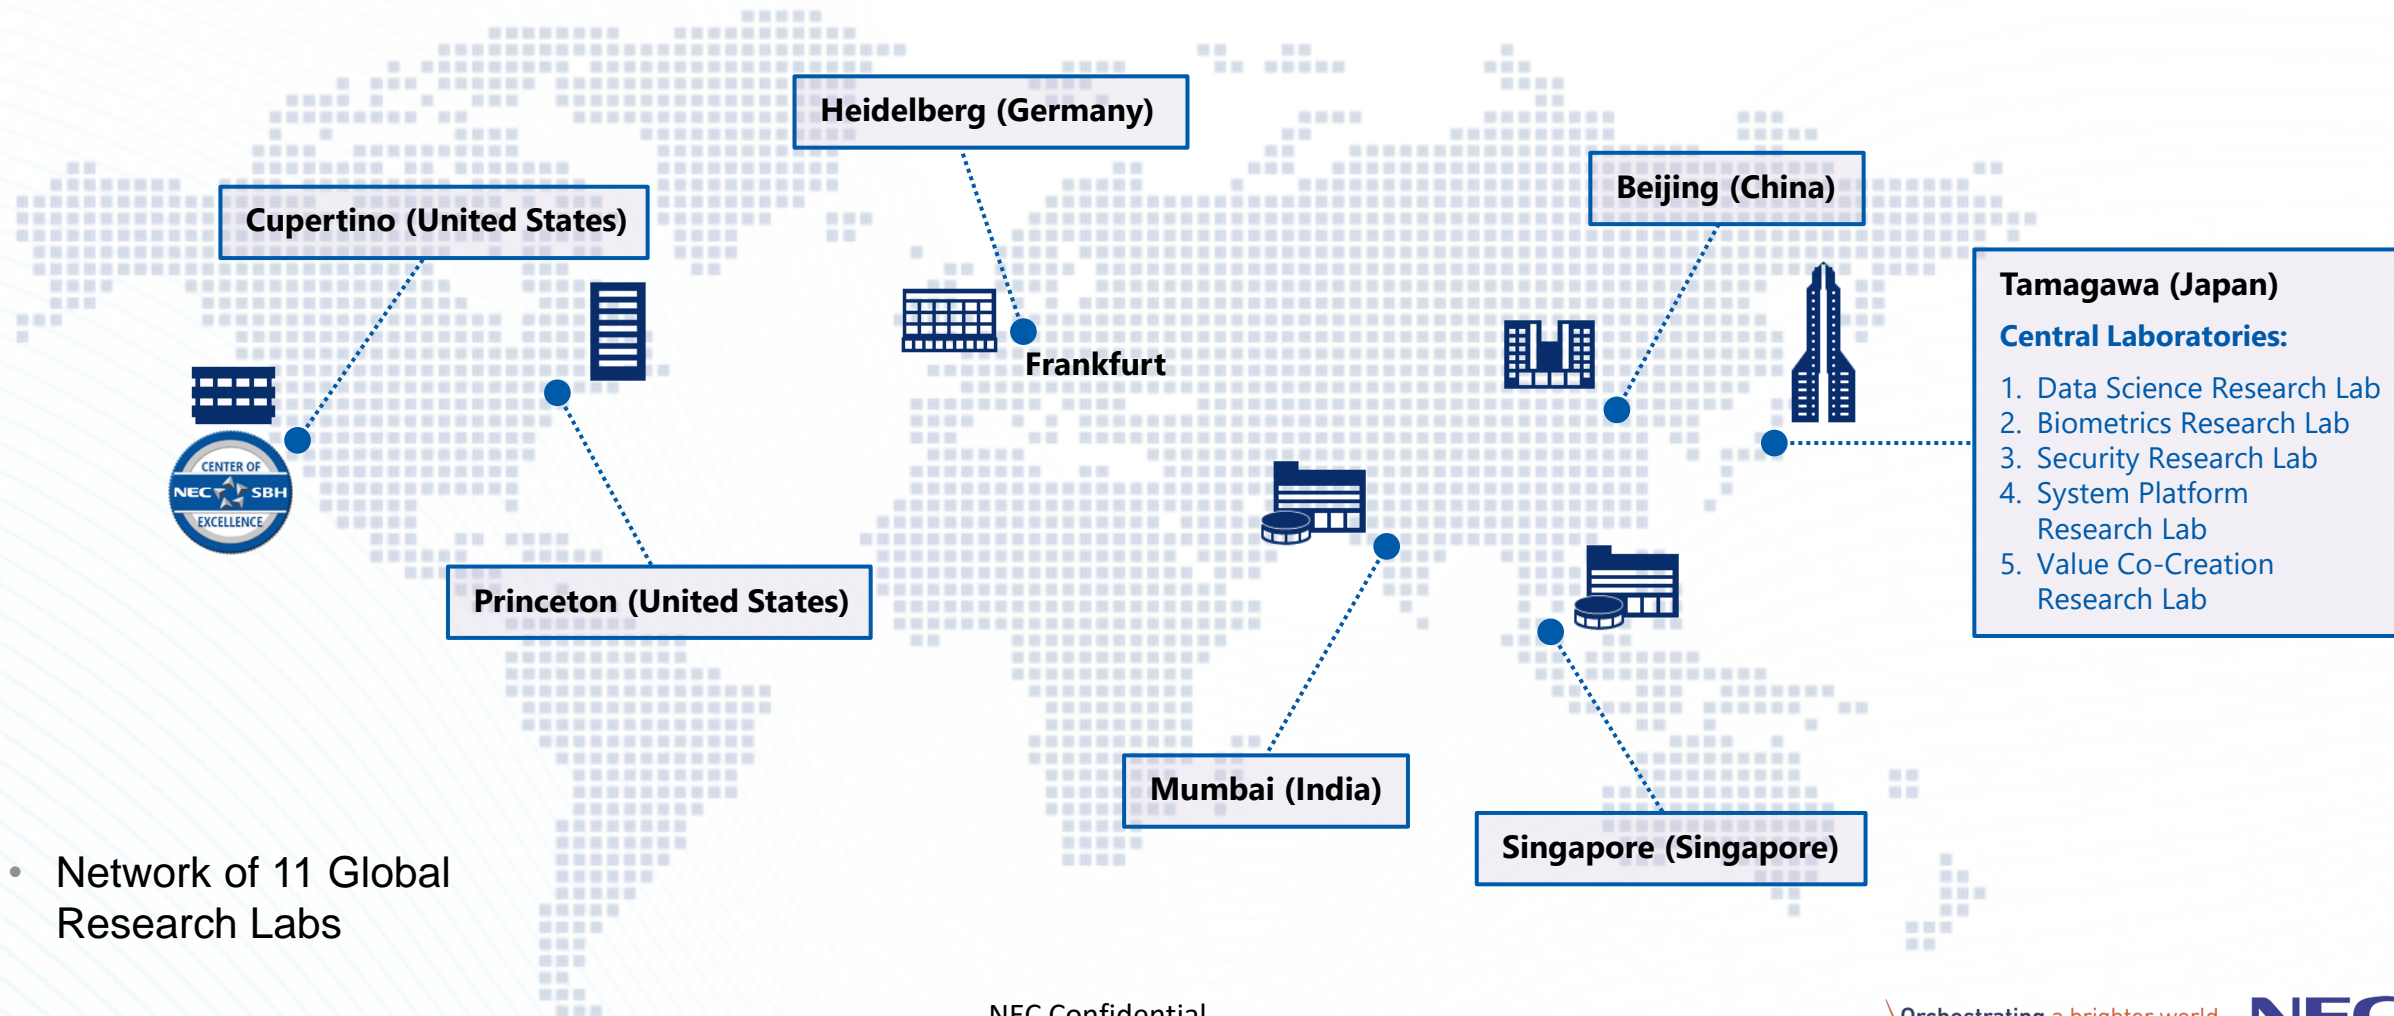 Heidelberg (Germany)
Beijing (China)
Cupertino (United States)
Tamagawa (Japan)
Central Laboratories:
1. Data Science Research Lab
2. Biometrics Research Lab
3. Security Research Lab
4. System Platform
Research Lab
5. Value Co-Creation
Research Lab
Frankfurt
CENTER OF
NEC SBH
EXCELLENCE
Princeton (United States)
Mumbai (India)
Singapore (Singapore)
• Network of 11 Global
Research Labs
NEC Confidential
\Orchestrating a brighter world
NEC